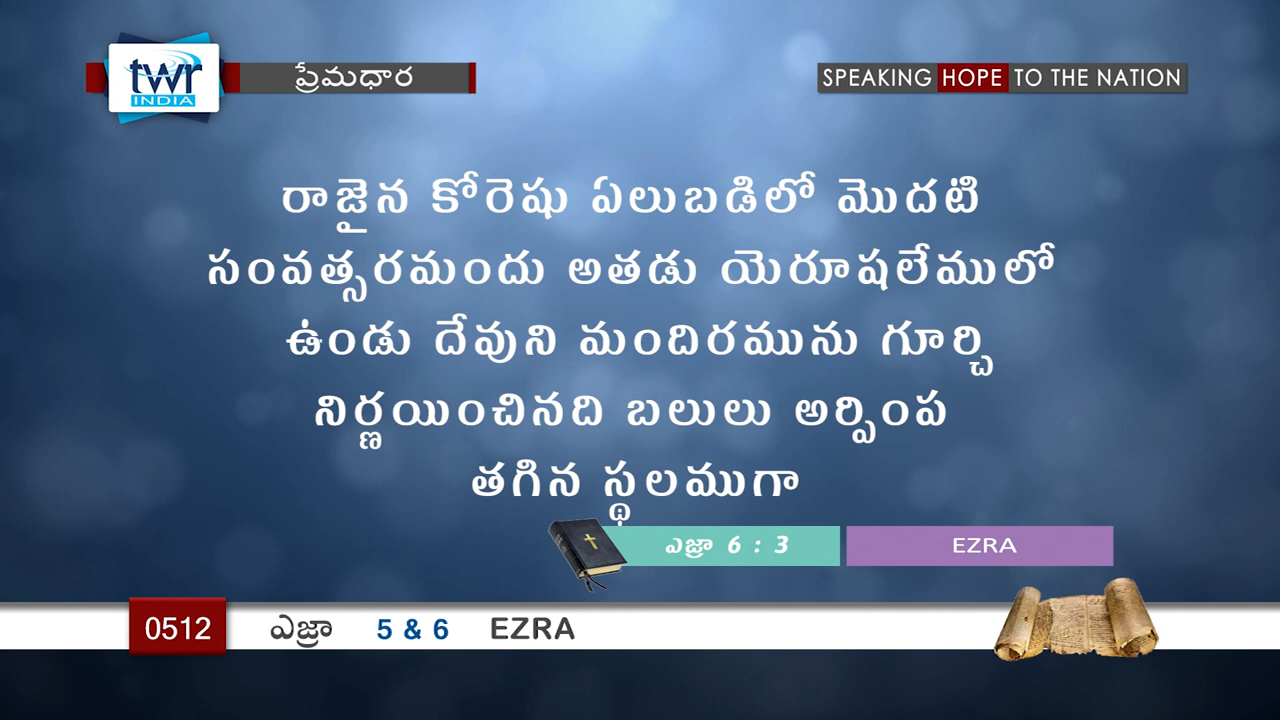 twr
INDIA
ప్రేమధార
SPEAKING HOPE TO THE NATION
రాజైన కోరెషు ఏలుబడిలో మొదటి
సంవత్సరమందు అతడు యెరూషలేములో
ఉండు దేవుని మందిరమును గూర్చి
నిర్ణయించినది బలులు అర్పింప
తగిన స్థలముగా
ఎజ్రా 6 : 3
EZRA
0512 ఎజ్రా 5 & 6 EZRA